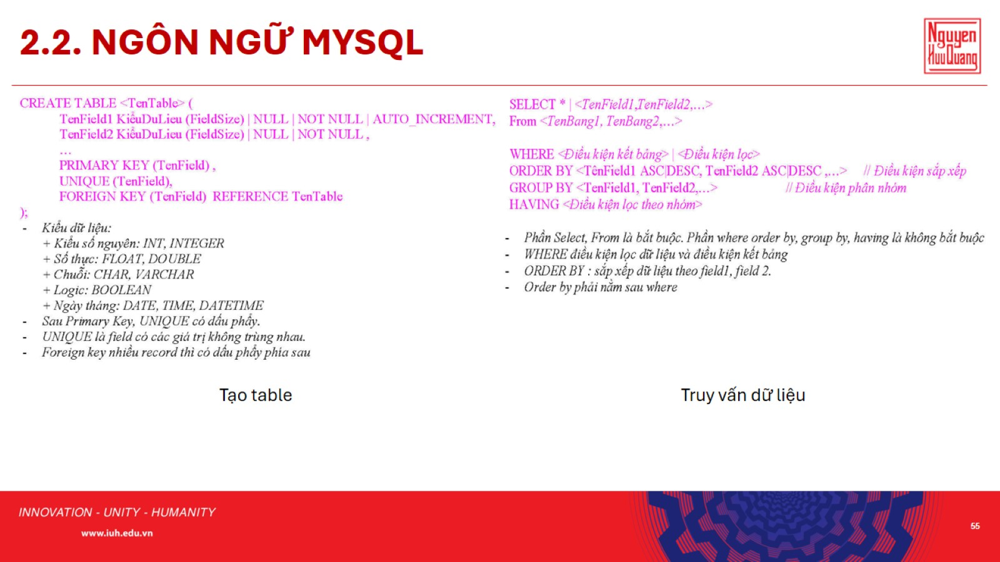 2.2. NGÔN NGỮ MYSQL
Nguyen
HuuQuang
CREATE TABLE <TenTable> (
TenField1 KiểuDuLieu (FieldSize) | NULL | NOT NULL | AUTO_INCREMENT,
TenField2 KiểuDuLieu (FieldSize) | NULL | NOT NULL ,
…
PRIMARY KEY (TenField) ,
UNIQUE (TenField),
FOREIGN KEY (TenField) REFERENCE TenTable
);
- Kiểu dữ liệu:
+ Kiểu số nguyên: INT, INTEGER
+ Số thực: FLOAT, DOUBLE
+ Chuỗi: CHAR, VARCHAR
+ Logic: BOOLEAN
+ Ngày tháng: DATE, TIME, DATETIME
- Sau Primary Key, UNIQUE có dấu phẩy.
- UNIQUE là field có các giá trị không trùng nhau.
- Foreign key nhiều record thì có dấu phẩy phía sau
Tạo table
SELECT * | <TenField1,TenField2,…>
From <TenBang1, TenBang2,…>
WHERE <Điều kiện kết bảng> | <Điều kiện lọc>
ORDER BY <TênField1 ASC|DESC, TenField2 ASC|DESC ,…> // Điều kiện sắp xếp
GROUP BY <TenField1, TenField2,…> // Điều kiện phân nhóm
HAVING <Điều kiện lọc theo nhóm>
- Phần Select, From là bắt buộc. Phần where order by, group by, having là không bắt buộc
- WHERE điều kiện lọc dữ liệu và điều kiện kết bảng
- ORDER BY : sắp xếp dữ liệu theo field1, field 2.
- Order by phải nằm sau where
Truy vấn dữ liệu
INNOVATION - UNITY - HUMANITY
www.iuh.edu.vn
55